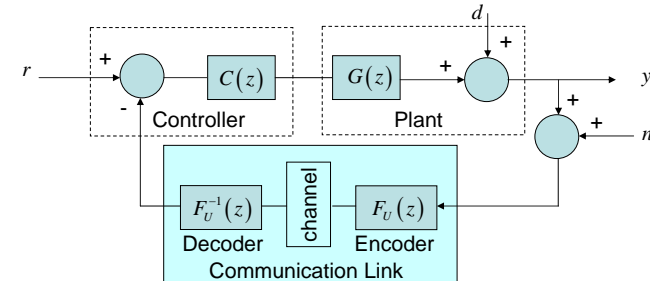 d
r + C(z) G(z) + + y
-
Controller Plant + + n
F_U^{-1}(z) channel F_U(z)
Decoder Encoder
Communication Link